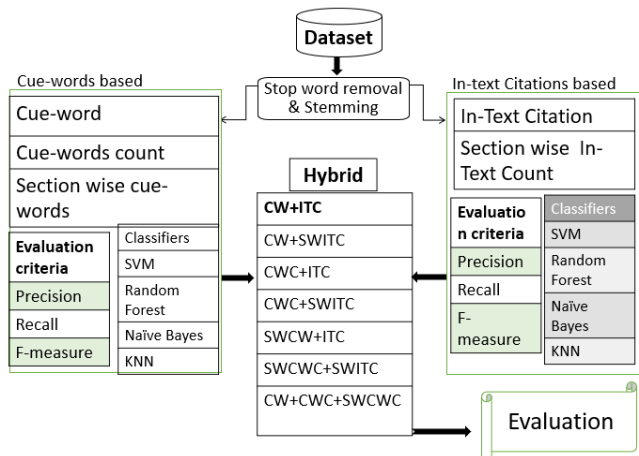 Dataset
Stop word removal
& Stemming
Cue-words based
Cue-word
Cue-words count
Section wise cue-
words
Evaluation
criteria
Precision
Recall
F-measure
Classifiers
SVM
Random
Forest
Naïve Bayes
KNN
Hybrid
CW+ITC
CW+SWITC
CWC+ITC
CWC+SWITC
SWCW+ITC
SWCWC+SWITC
CW+CWC+SWCWC
In-text Citations based
In-Text Citation
Section wise In-
Text Count
Evaluatio
n criteria
Precision
Recall
F-
measure
Classifiers
SVM
Random
Forest
Naïve
Bayes
KNN
Evaluation